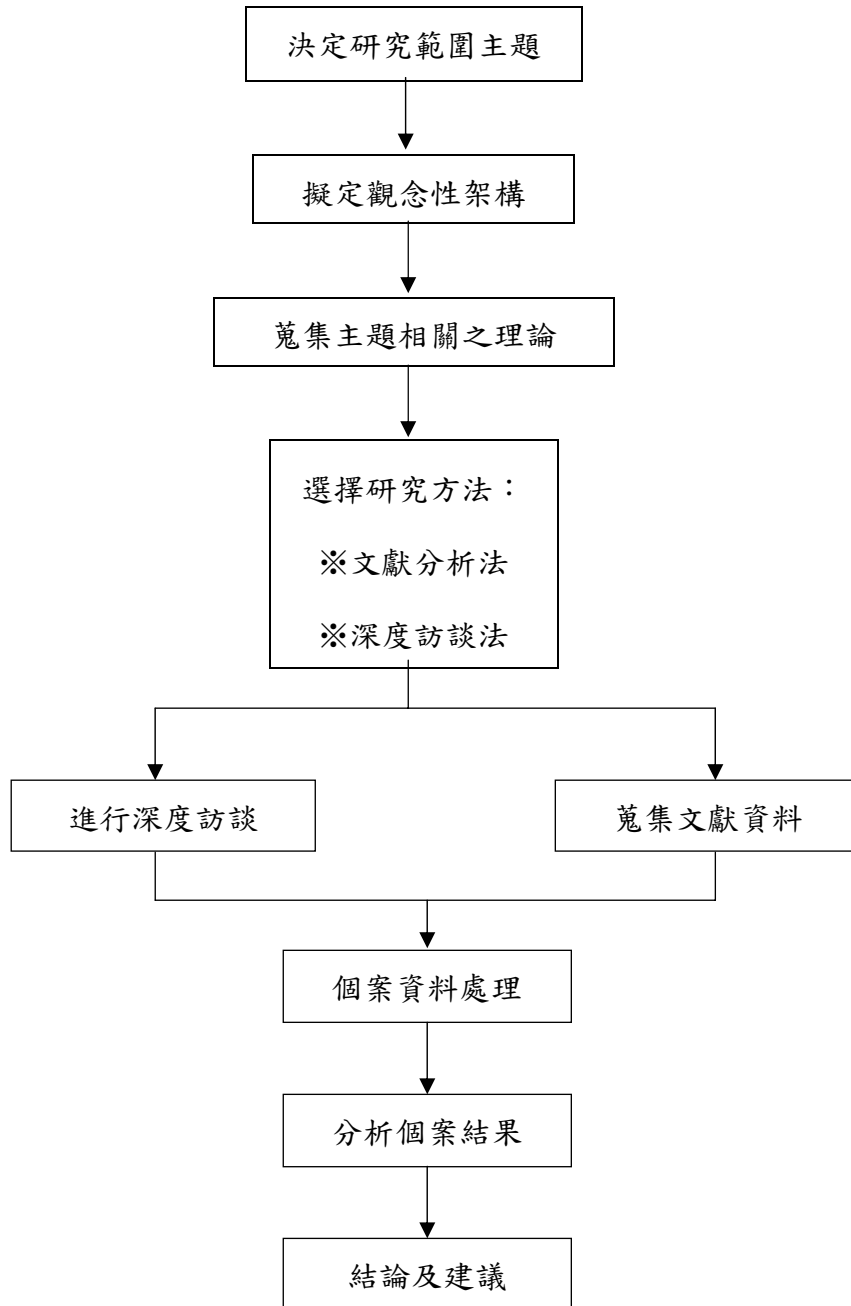 決定研究範圍主題
擬定觀念性架構
蒐集主題相關之理論
選擇研究方法：
※文獻分析法
※深度訪談法
進行深度訪談
蒐集文獻資料
個案資料處理
分析個案結果
結論及建議